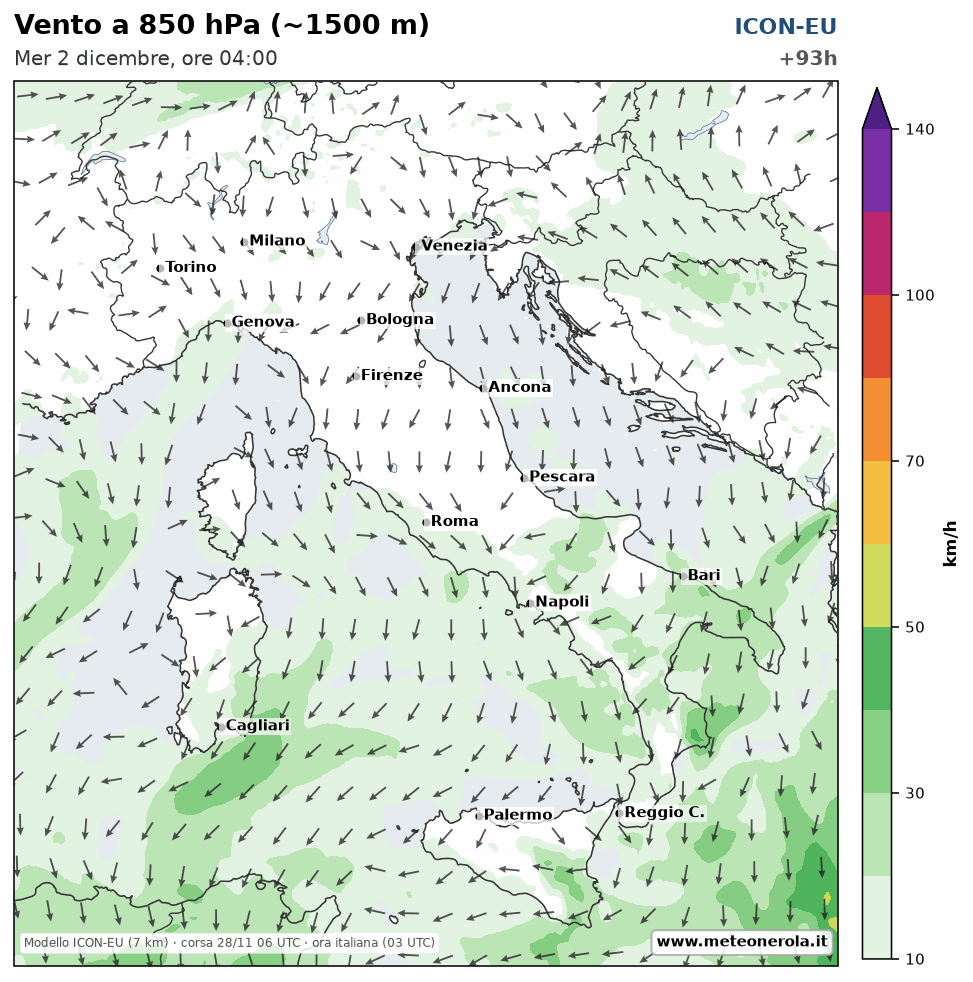 Vento a 850 hPa (~1500 m)
ICON-EU
Mer 2 dicembre, ore 04:00
+93h
140
100
70
50
30
10
km/h
Milano
Venezia
Torino
Genova
Bologna
Firenze
Ancona
Pescara
Roma
Bari
Napoli
Cagliari
Palermo
Reggio C.
Modello ICON-EU (7 km) · corsa 28/11 06 UTC · ora italiana (03 UTC)
www.meteonerola.it